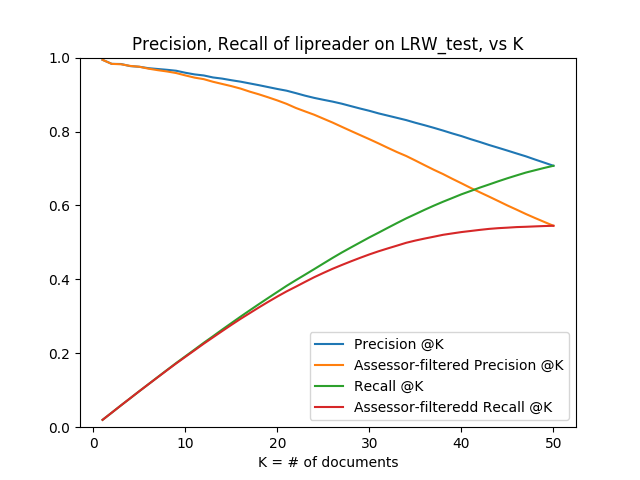 Precision, Recall of lipreader on LRW_test, vs K
1.0
0.8
0.6
0.4
0.2
0.0
Precision @K
Assessor-filtered Precision @K
Recall @K
Assessor-filteredd Recall @K
0 10 20 30 40 50
K = # of documents